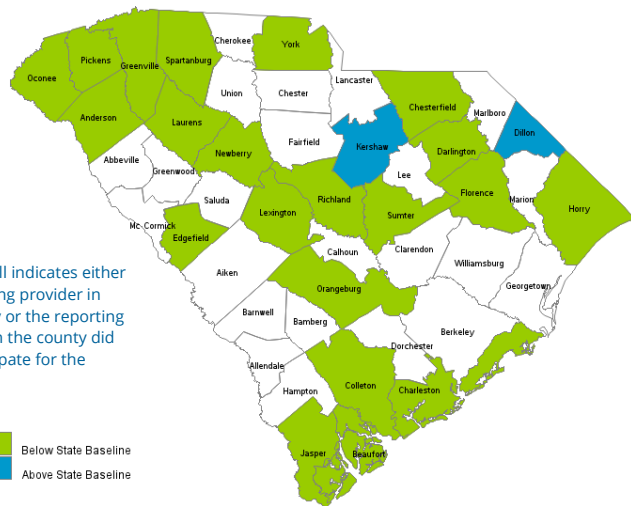 Cherokee
York
Spartanburg
Pickens
Greenville
Oconee
Lancaster
Union
Chester
Chesterfield
Marlboro
Anderson
Laurens
Dillon
Fairfield
Kershaw
Darlington
Newberry
Abbeville
Greenwood
Lee
Florence
Marion
Saluda
Richland
Lexington
Sumter
Horry
Mc Cormick
Edgefield
Calhoun
Clarendon
Williamsburg
Aiken
ll indicates either
ng provider in
y or the reporting
n the county did
pate for the
Orangeburg
Georgetown
Barnwell
Bamberg
Berkeley
Dorchester
Allendale
Hampton
Colleton
Charleston
Jasper
Beaufort
Below State Baseline
Above State Baseline